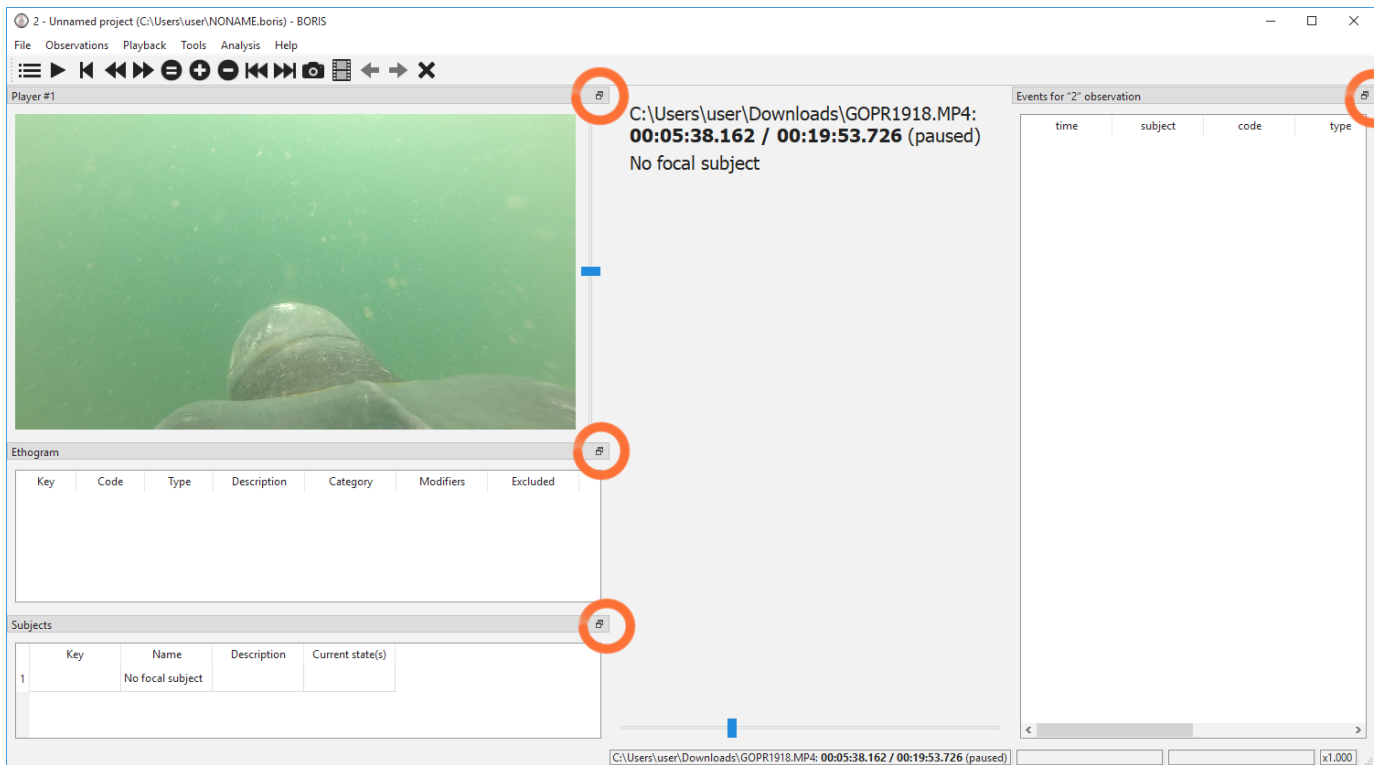 2 - Unnamed project (C:\Users\user\NONAME.boris) - BORIS
File Observations Playback Tools Analysis Help
Player #1
C:\Users\user\Downloads\GOPR1918.MP4:
00:05:38.162 / 00:19:53.726 (paused)
No focal subject
Events for "2" observation
time subject code type
Ethogram
Key Code Type Description Category Modifiers Excluded
Subjects
Key Name Description Current state(s)
1 No focal subject
C:\Users\user\Downloads\GOPR1918.MP4: 00:05:38.162 / 00:19:53.726 (paused)
x1.000